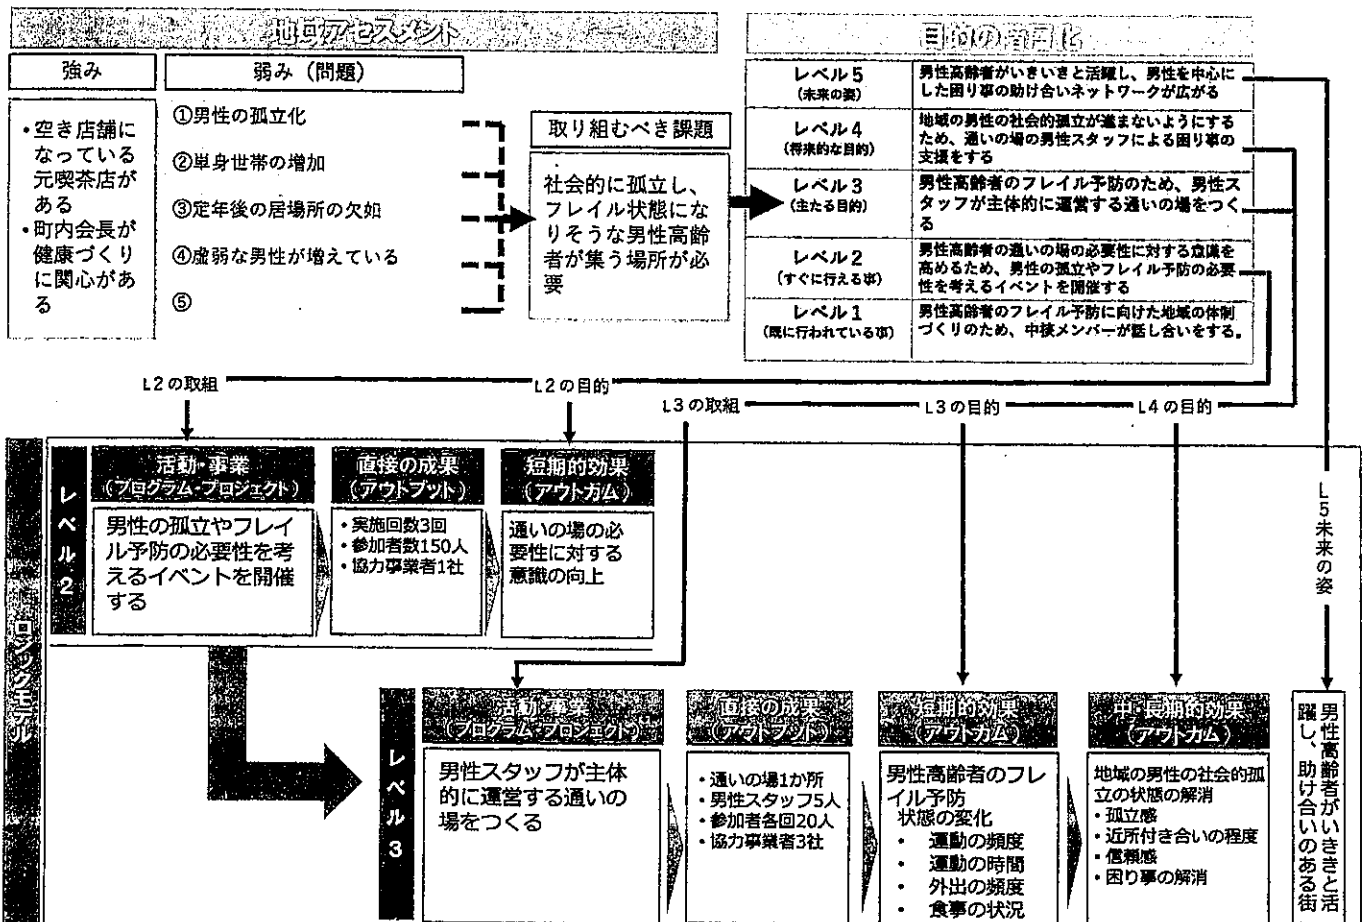 地域アセスメント
強み
弱み（問題）
・空き店舗に
なっている
元喫茶店が
ある
・町内会長が
健康づくり
に関心があ
る
①男性の孤立化
②単身世帯の増加
③定年後の居場所の欠如
④虚弱な男性が増えている
⑤
取り組むべき課題
社会的に孤立し、
フレイル状態にな
りそうな男性高齢
者が集う場所が必
要
目的の階層化
レベル5
（未来の姿）
男性高齢者がいきいきと活躍し、男性を中心に
した困り事の助け合いネットワークが広がる
レベル4
（将来的な目的）
地域の男性の社会的孤立が進まないようにする
ため、通いの場の男性スタッフによる困り事の
支援をする
レベル3
（主たる目的）
男性高齢者のフレイル予防のため、男性ス
タッフが主体的に運営する通いの場をつく
る
レベル2
（すぐに行える事）
男性高齢者の通いの場の必要性に対する意識を
高めるため、男性の孤立やフレイル予防の必要
性を考えるイベントを開催する
レベル1
（既に行われている事）
男性高齢者のフレイル予防に向けた地域の体制
づくりのため、中核メンバーが話し合いをする。
L2の取組
L2の目的
L3の取組
L3の目的
L4の目的
L5未来の姿
ロジックモデル
レベル2
活動・事業
（プログラム・プロジェクト）
男性の孤立やフレイ
ル予防の必要性を考
えるイベントを開催
する
直接の成果
（アウトプット）
・実施回数3回
・参加者数150人
・協力事業者1社
短期的効果
（アウトカム）
通いの場の必
要性に対する
意識の向上
レベル3
活動・事業
（プログラム・プロジェクト）
男性スタッフが主体
的に運営する通いの
場をつくる
直接の成果
（アウトプット）
・通いの場1か所
・男性スタッフ5人
・参加者各回20人
・協力事業者3社
短期的効果
（アウトカム）
男性高齢者のフレ
イル予防
状態の変化
・ 運動の頻度
・ 運動の時間
・ 外出の頻度
・ 食事の状況
中・長期的効果
（アウトカム）
地域の男性の社会的孤
立の状態の解消
・孤立感
・近所付き合いの程度
・信頼感
・困り事の解消
男性高齢者がいききと活
躍し、助け合いのある街